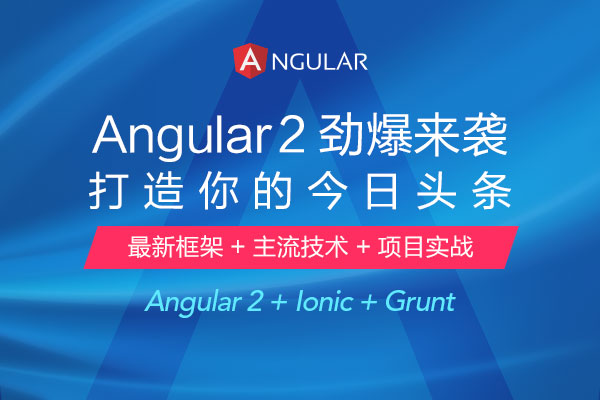 ANGULAR
Angular2 劲爆来袭
打造你的今日头条
最新框架 + 主流技术 + 项目实战
Angular 2 + Ionic + Grunt